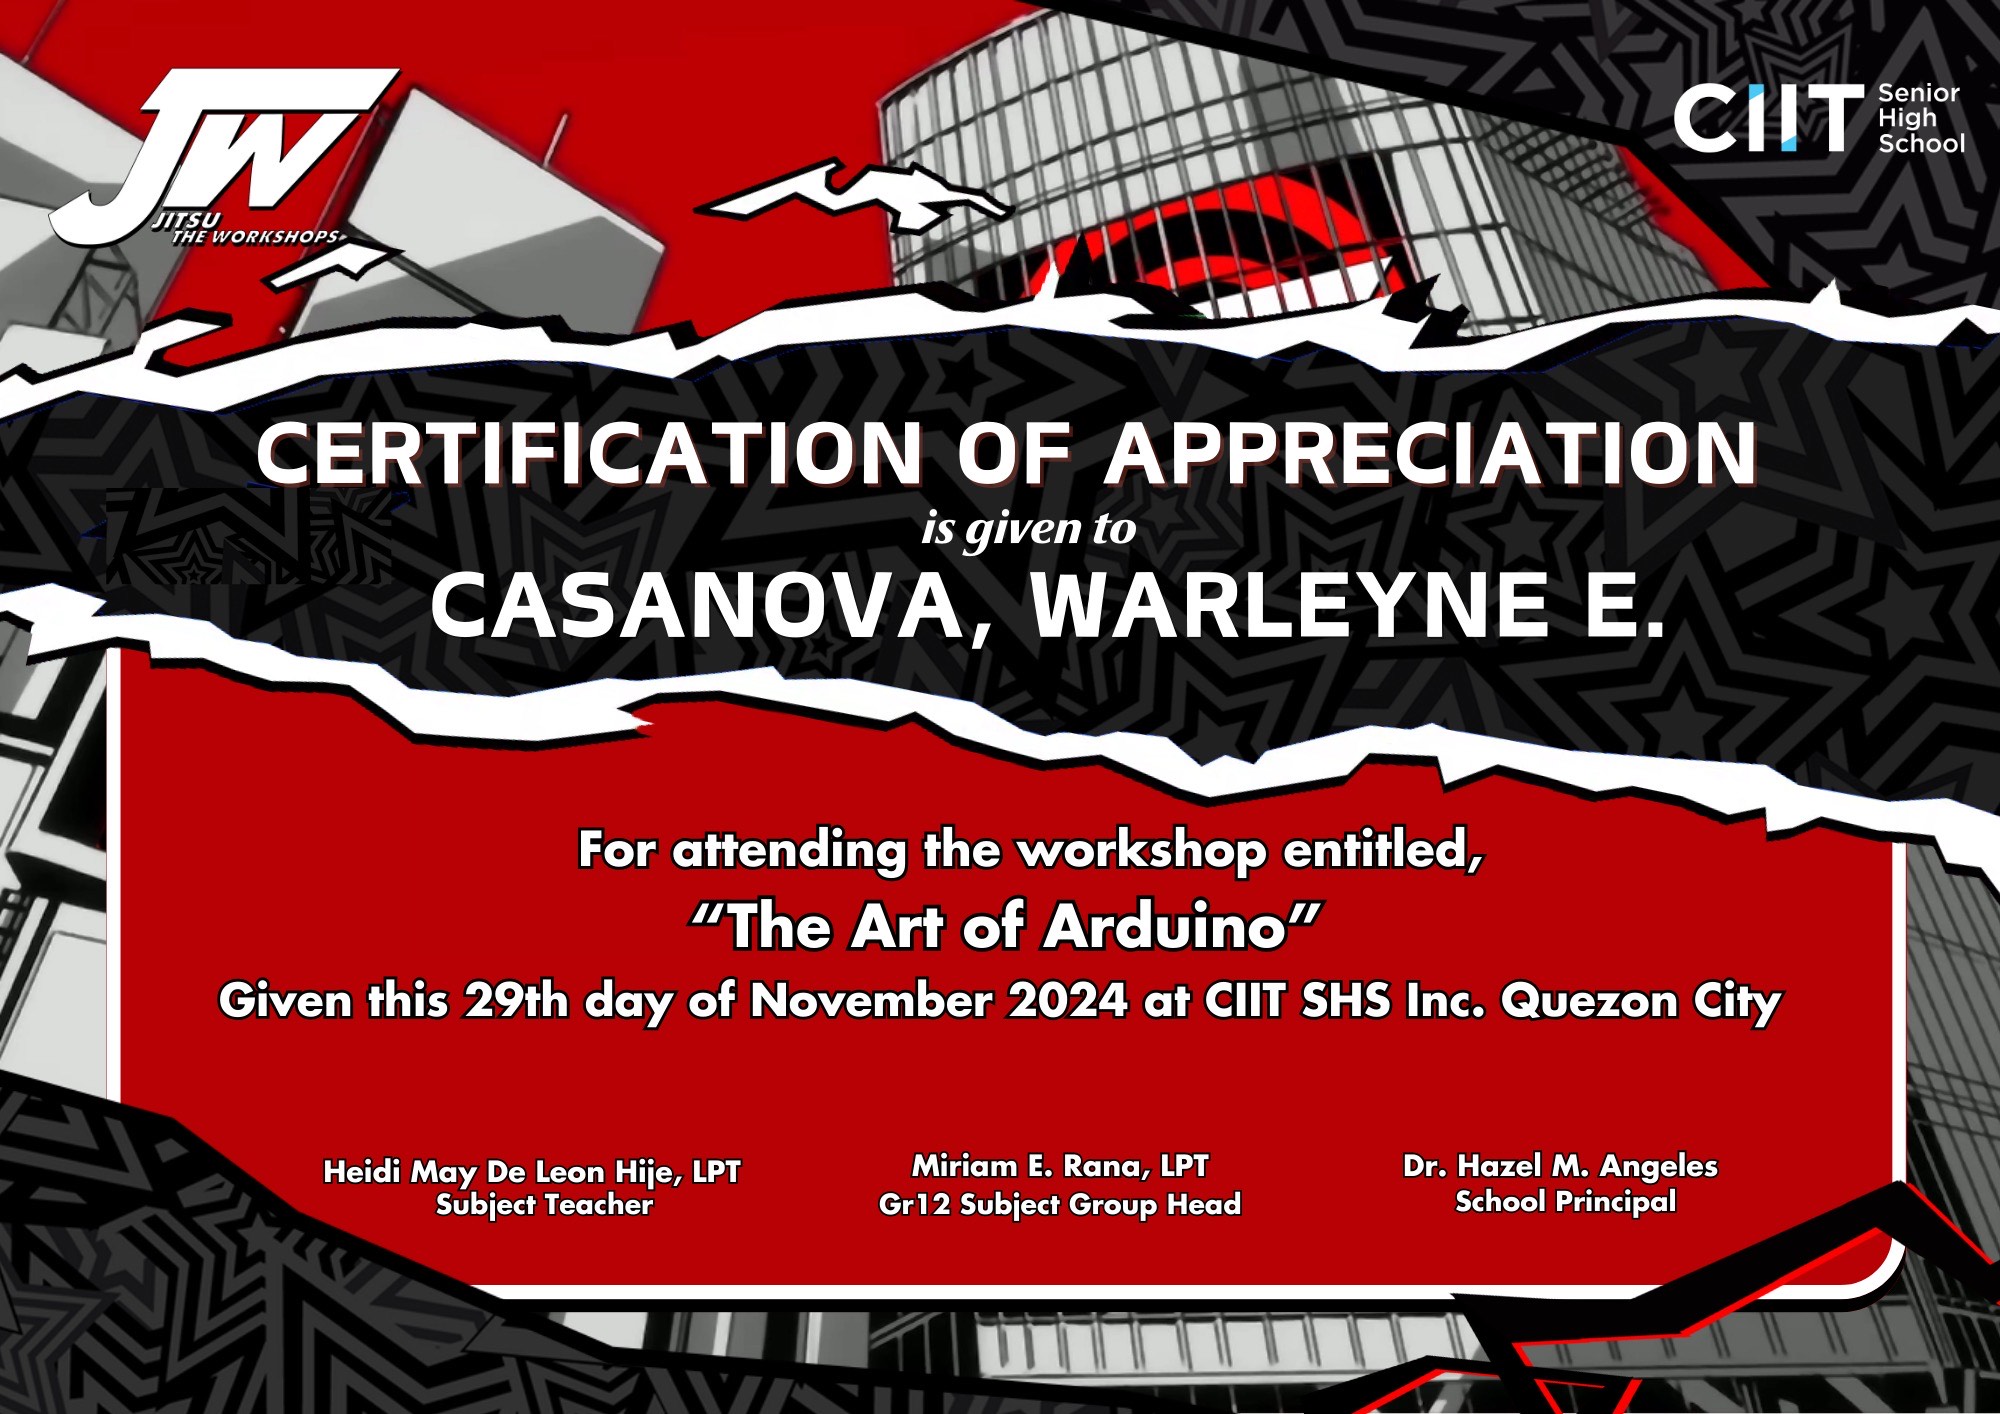 JW
JITSU
THE WORKSHOPS
CIIT Senior
High
School
CERTIFICATION OF APPRECIATION
is given to
CASANOVA, WARLEYNE E.
For attending the workshop entitled,
“The Art of Arduino”
Given this 29th day of November 2024 at CIIT SHS Inc. Quezon City
Heidi May De Leon Hije, LPT
Subject Teacher
Miriam E. Rana, LPT
Gr12 Subject Group Head
Dr. Hazel M. Angeles
School Principal